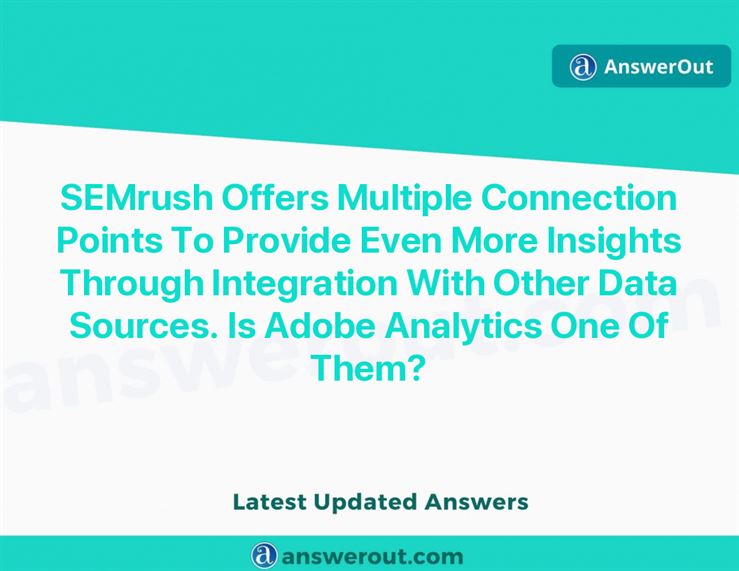 AnswerOut
SEMrush Offers Multiple Connection
Points To Provide Even More Insights
Through Integration With Other Data
Sources. Is Adobe Analytics One Of
Them?
answerout.com
Latest Updated Answers
answerout.com